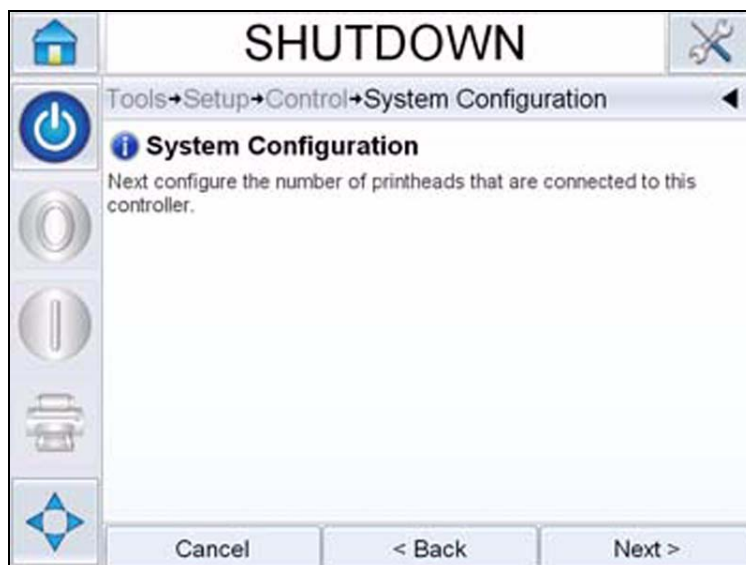 SHUTDOWN
Tools→Setup→Control→System Configuration
System Configuration
Next configure the number of printheads that are connected to this
controller.
Cancel
< Back
Next >